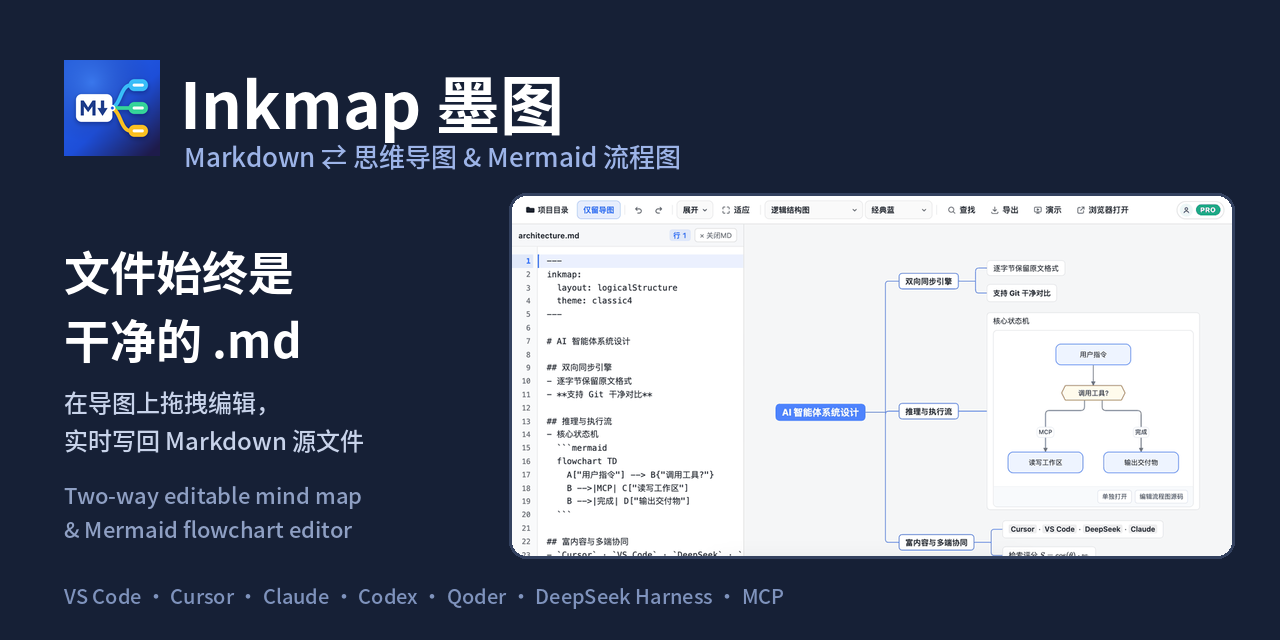 M↓
Inkmap 墨图
Markdown ⇄ 思维导图 & Mermaid 流程图
文件始终是
干净的 .md
在导图上拖拽编辑，
实时写回 Markdown 源文件
Two-way editable mind map
& Mermaid flowchart editor
项目目录 仅留导图 展开 适应 逻辑结构图 经典蓝 查找 导出 演示 浏览器打开 PRO
architecture.md 行 1 × 关闭MD
1 ---
2 inkmap:
3 layout: logicalStructure
4 theme: classic4
5 ---
6
7 # AI 智能体系统设计
8
9 ## 双向同步引擎
10 - 逐字节保留原文格式
11 - **支持 Git 干净对比**
12
13 ## 推理与执行流
14 - 核心状态机
15 ```mermaid
16 flowchart TD
17 A["用户指令"] --> B{"调用工具?"}
18 B -->|MCP| C["读写工作区"]
19 B -->|完成| D["输出交付物"]
20 ```
21
22 ## 富内容与多端协同
23 - `Cursor` · `VS Code` · `DeepSeek` · `
AI 智能体系统设计
双向同步引擎
逐字节保留原文格式
支持 Git 干净对比
推理与执行流
核心状态机
用户指令
调用工具?
MCP 完成
读写工作区 输出交付物
单独打开 编辑流程图源码
富内容与多端协同
Cursor · VS Code · DeepSeek · Claude
VS Code • Cursor • Claude • Codex • Qoder • DeepSeek Harness • MCP